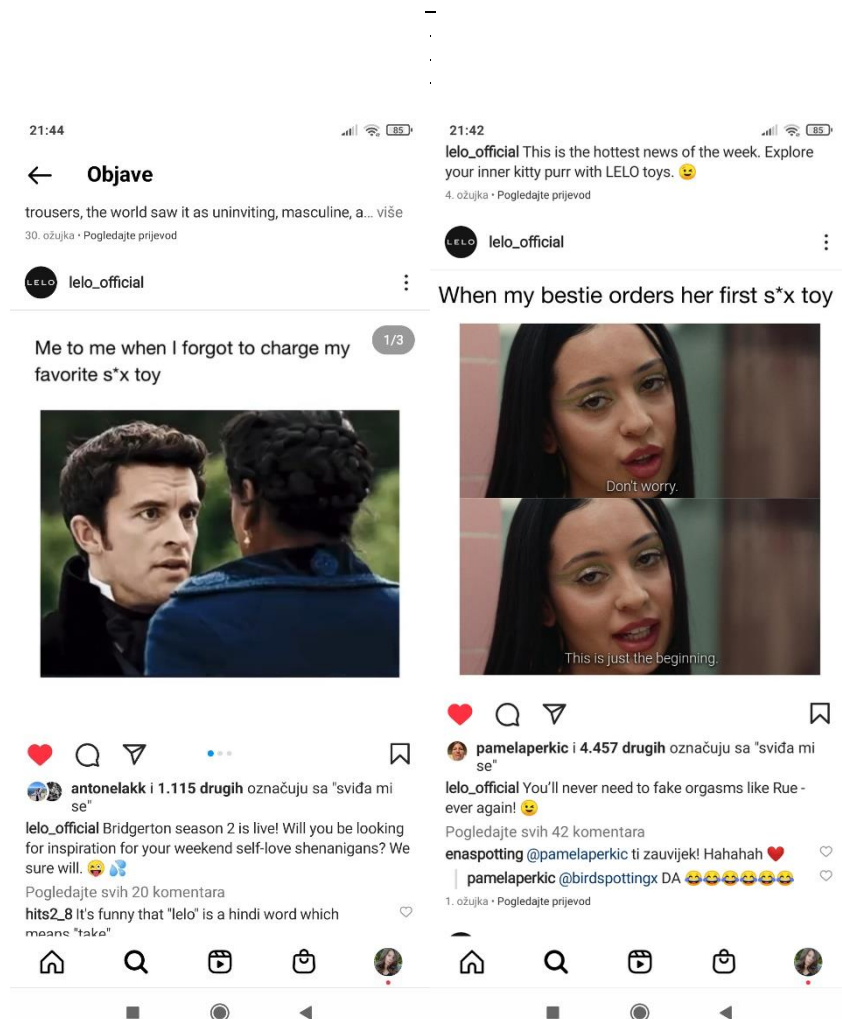 21:44
85
Objave
trousers, the world saw it as uninviting, masculine, a... više
30. ožujka • Pogledajte prijevod
LELO
lelo_official
1/3
Me to me when I forgot to charge my
favorite s*x toy
antonelakk i 1.115 drugih označuju sa "sviđa mi
se"
lelo_official Bridgerton season 2 is live! Will you be looking
for inspiration for your weekend self-love shenanigans? We
sure will. 😜 💦
Pogledajte svih 20 komentara
hits2_8 It's funny that "lelo" is a hindi word which
means "take"
21:42
85
lelo_official This is the hottest news of the week. Explore
your inner kitty purr with LELO toys. 😉
4. ožujka • Pogledajte prijevod
LELO
lelo_official
When my bestie orders her first s*x toy
Don't worry.
This is just the beginning.
pamelaperkic i 4.457 drugih označuju sa "sviđa mi
se"
lelo_official You'll never need to fake orgasms like Rue -
ever again! 😉
Pogledajte svih 42 komentara
enaspotting @pamelaperkic ti zauvijek! Hahahah ❤️
pamelaperkic @birdspottingx DA 😂😂😂😂😂😂
1. ožujka • Pogledajte prijevod